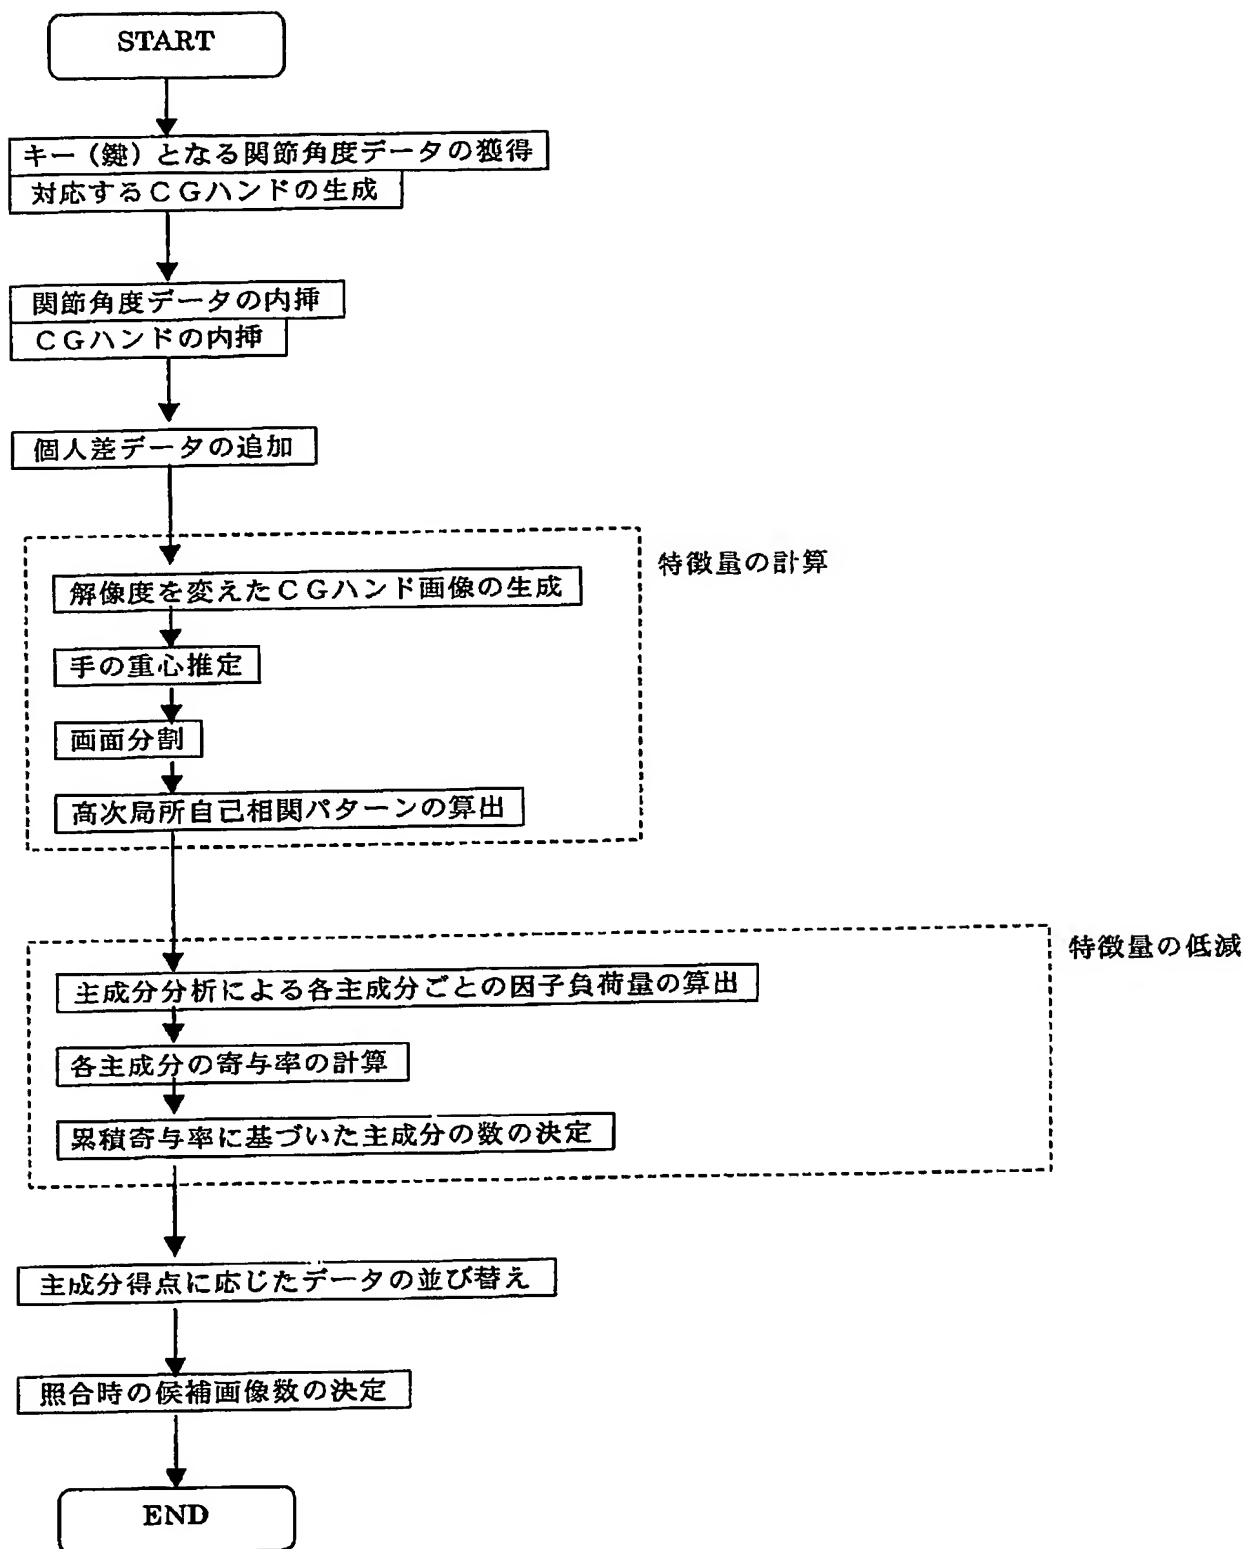 START
キー（鍵）となる関節角度データの獲得
対応するＣＧハンドの生成
関節角度データの内挿
ＣＧハンドの内挿
個人差データの追加
特徴量の計算
解像度を変えたＣＧハンド画像の生成
手の重心推定
画面分割
高次局所自己相関パターンの算出
特徴量の低減
主成分分析による各主成分ごとの因子負荷量の算出
各主成分の寄与率の計算
累積寄与率に基づいた主成分の数の決定
主成分得点に応じたデータの並び替え
照合時の候補画像数の決定
END